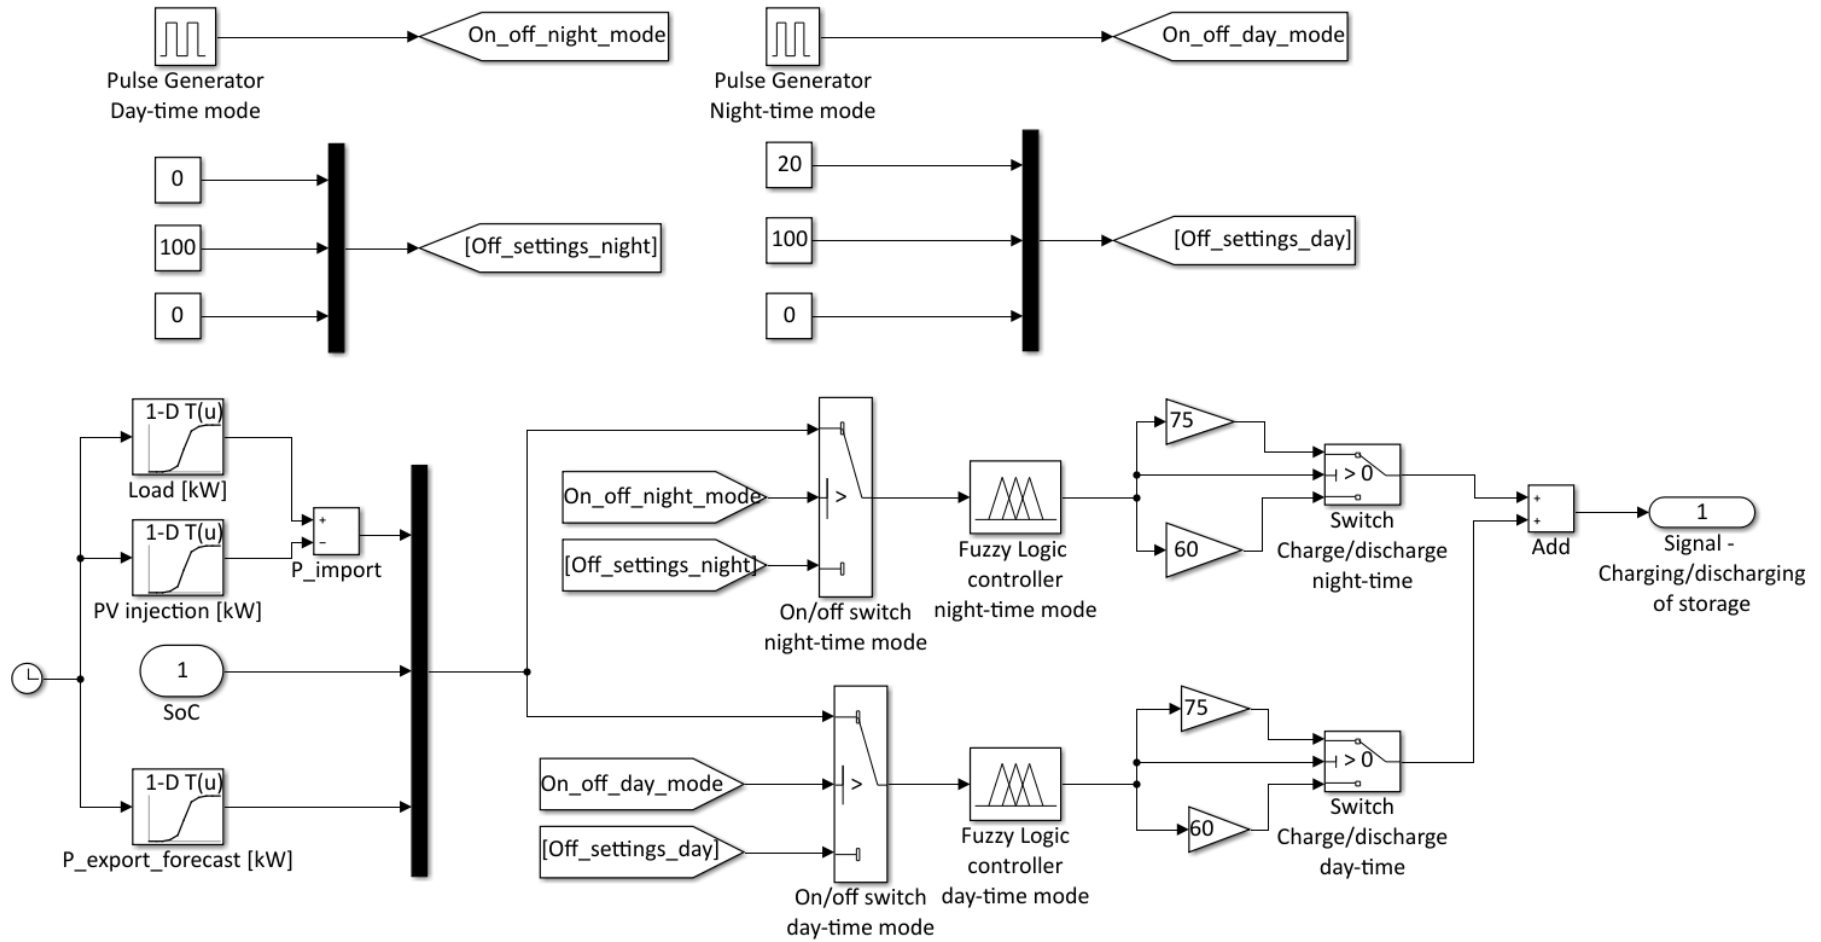 On_off_night_mode
Pulse Generator
Day-time mode
On_off_day_mode
Pulse Generator
Night-time mode
0
100
0
[Off_settings_night]
20
100
0
[Off_settings_day]
1-D T(u)
Load [kW]
1-D T(u)
PV injection [kW]
+
−
P_import
1
SoC
1-D T(u)
P_export_forecast [kW]
On_off_night_mode
[Off_settings_night]
>
On/off switch
night-time mode
Fuzzy Logic
controller
night-time mode
75
60
> 0
Switch
Charge/discharge
night-time
On_off_day_mode
[Off_settings_day]
>
On/off switch
day-time mode
Fuzzy Logic
controller
day-time mode
75
60
> 0
Switch
Charge/discharge
day-time
+
+
Add
1
Signal -
Charging/discharging
of storage